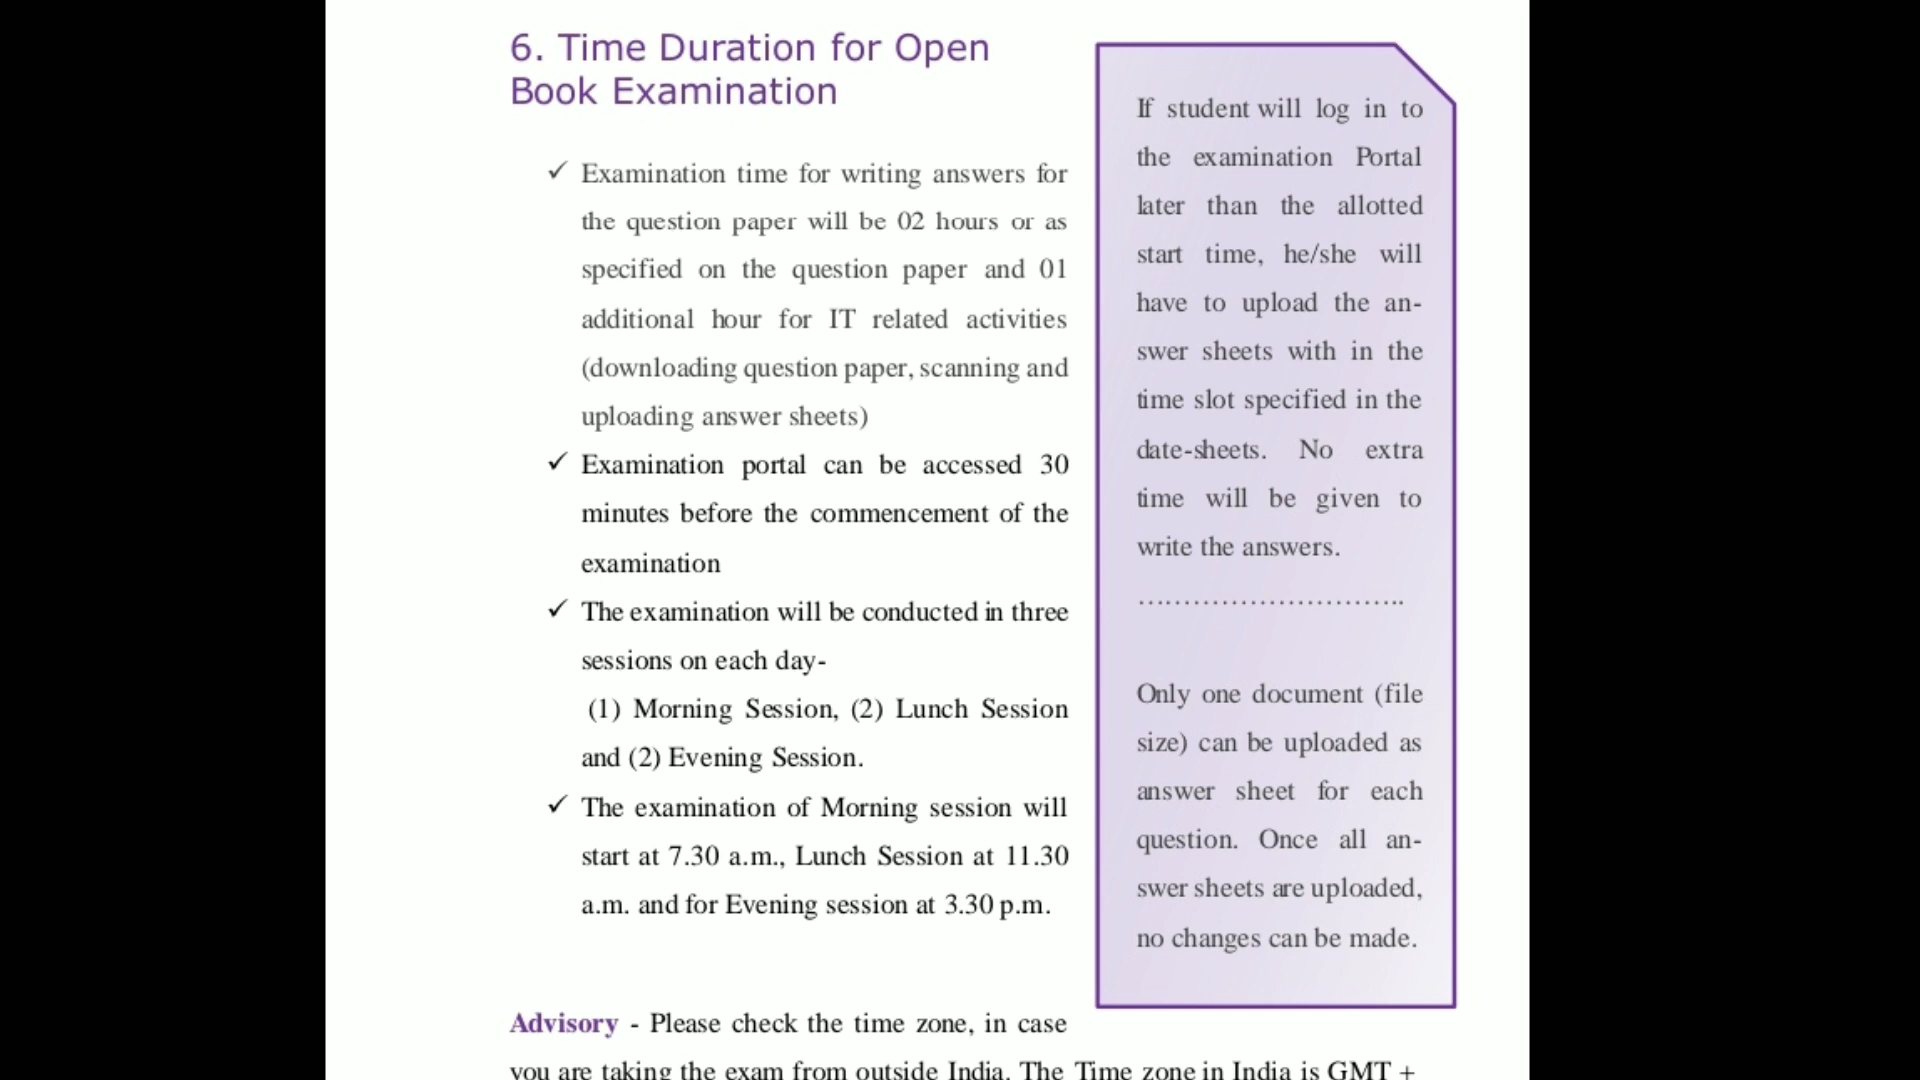 6. Time Duration for Open
Book Examination
✓ Examination time for writing answers for
the question paper will be 02 hours or as
specified on the question paper and 01
additional hour for IT related activities
(downloading question paper, scanning and
uploading answer sheets)
✓ Examination portal can be accessed 30
minutes before the commencement of the
examination
✓ The examination will be conducted in three
sessions on each day-
(1) Morning Session, (2) Lunch Session
and (2) Evening Session.
✓ The examination of Morning session will
start at 7.30 a.m., Lunch Session at 11.30
a.m. and for Evening session at 3.30 p.m.
Advisory - Please check the time zone, in case
you are taking the exam from outside India. The Time zone in India is GMT +
If student will log in to
the examination Portal
later than the allotted
start time, he/she will
have to upload the an-
swer sheets with in the
time slot specified in the
date-sheets. No extra
time will be given to
write the answers.
…………………………..
Only one document (file
size) can be uploaded as
answer sheet for each
question. Once all an-
swer sheets are uploaded,
no changes can be made.